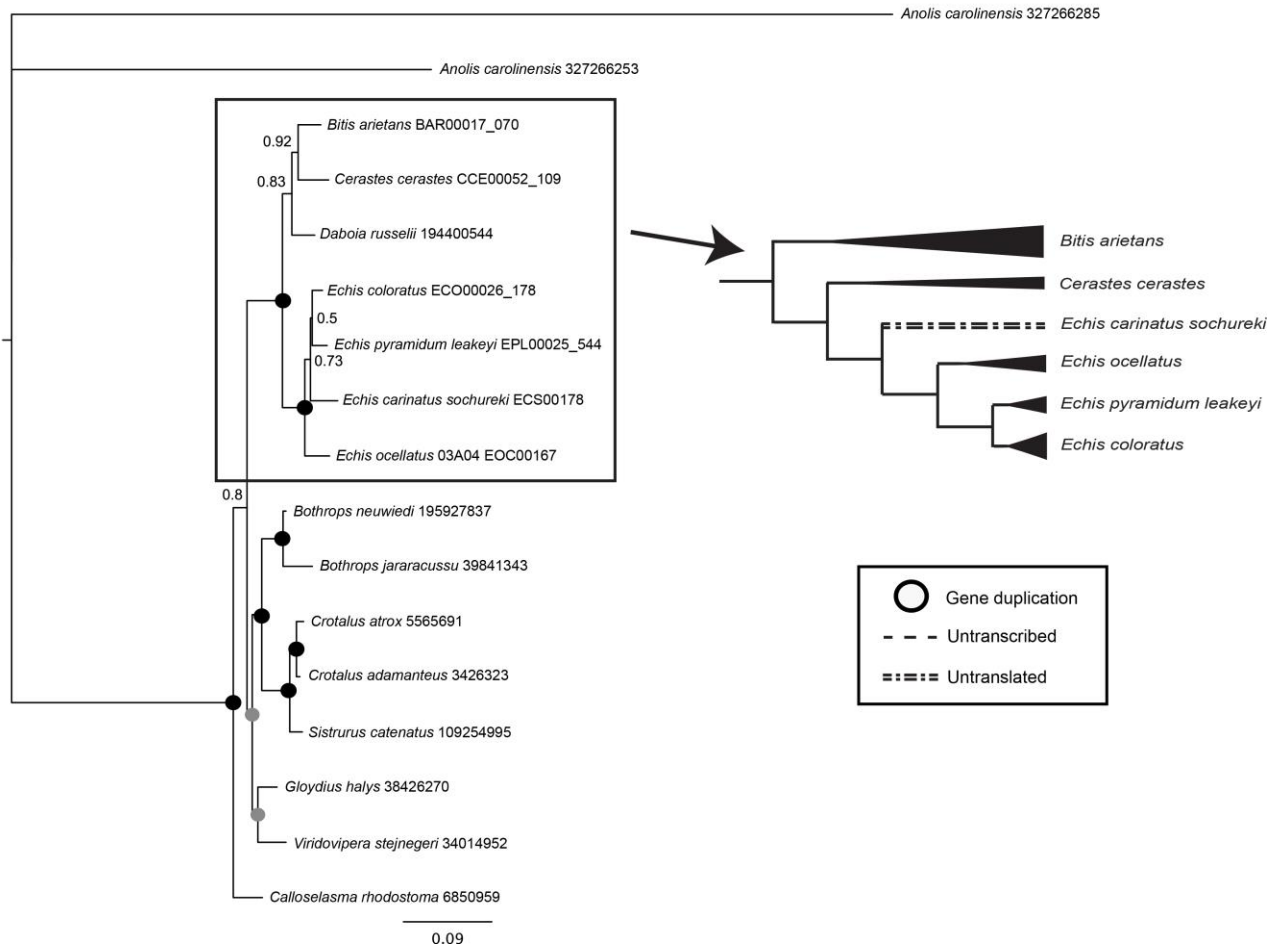 Anolis carolinensis 327266285
Anolis carolinensis 327266253
Bitis arietans BAR00017_070
0.92
Cerastes cerastes CCE00052_109
0.83
Daboia russelii 194400544
Echis coloratus ECO00026_178
0.5
Echis pyramidum leakeyi EPL00025_544
0.73
Echis carinatus sochureki ECS00178
Echis ocellatus 03A04 EOC00167
0.8
Bothrops neuwiedi 195927837
Bothrops jararacussu 39841343
Crotalus atrox 5565691
Crotalus adamanteus 3426323
Sistrurus catenatus 109254995
Gloydius halys 38426270
Viridovipera stejnegeri 34014952
Calloselasma rhodostoma 6850959
0.09
Bitis arietans
Cerastes cerastes
Echis carinatus sochureki
Echis ocellatus
Echis pyramidum leakeyi
Echis coloratus
Gene duplication
Untranscribed
Untranslated